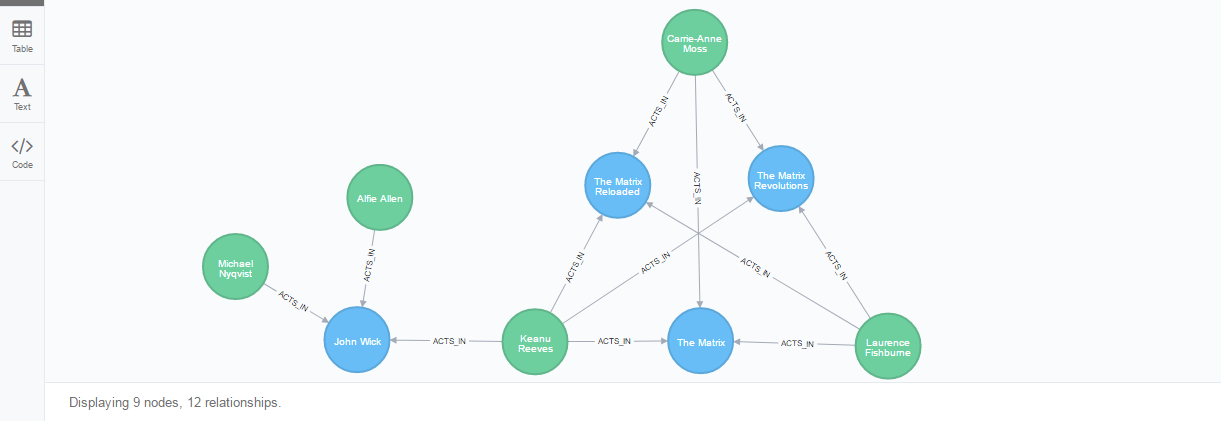 Table
Text
Code
Carrie-Anne
Moss
ACTS_IN
ACTS_IN
ACTS_IN
The Matrix
Reloaded
The Matrix
Revolutions
Alfie Allen
Michael
Nyqvist
ACTS_IN
ACTS_IN
ACTS_IN
ACTS_IN
ACTS_IN
ACTS_IN
John Wick
ACTS_IN
Keanu
Reeves
ACTS_IN
The Matrix
ACTS_IN
Laurence
Fishburne
Displaying 9 nodes, 12 relationships.